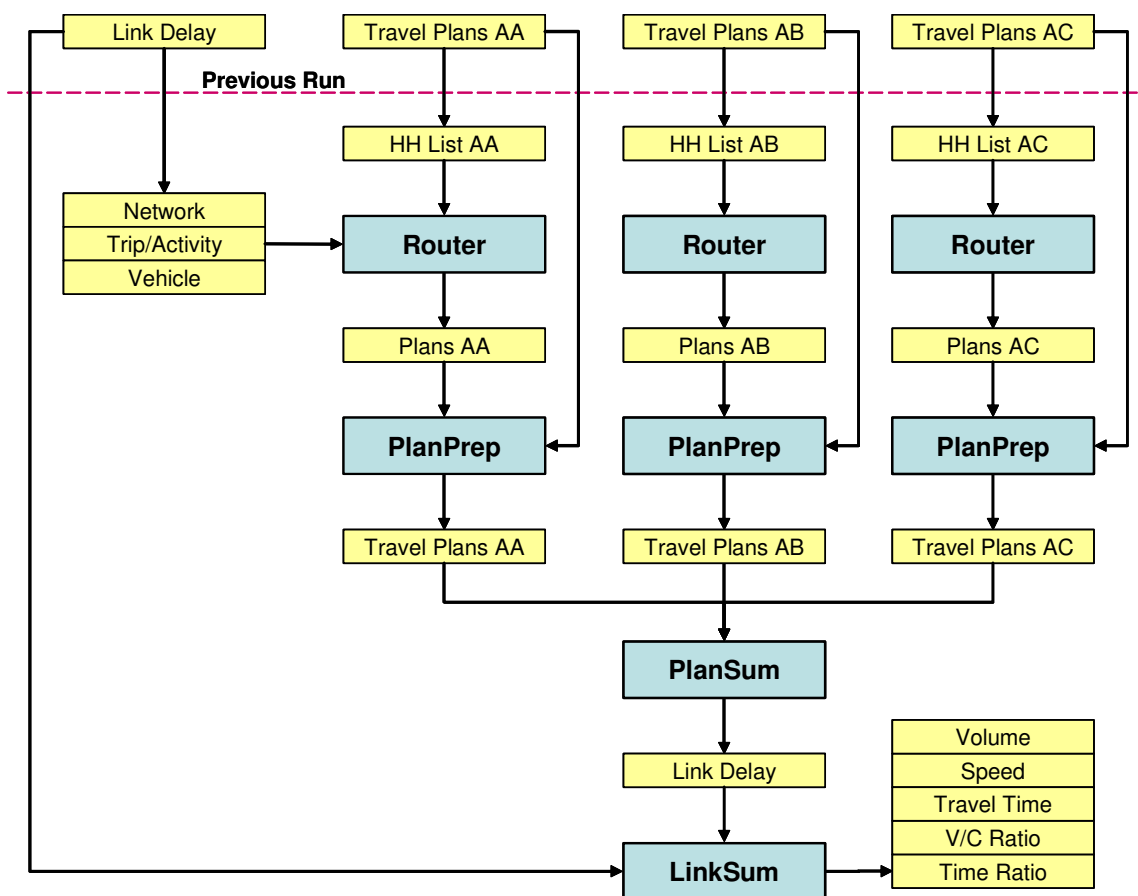 Link Delay
Travel Plans AA
Travel Plans AB
Travel Plans AC
Previous Run
HH List AA
HH List AB
HH List AC
Network
Trip/Activity
Vehicle
Router
Router
Router
Plans AA
Plans AB
Plans AC
PlanPrep
PlanPrep
PlanPrep
Travel Plans AA
Travel Plans AB
Travel Plans AC
PlanSum
Link Delay
LinkSum
Volume
Speed
Travel Time
V/C Ratio
Time Ratio